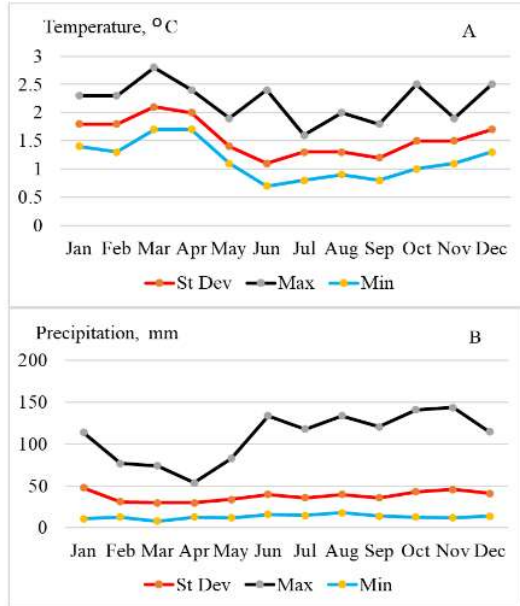 Temperature, °C A
3
2.5
2
1.5
1
0.5
0
Jan Feb Mar Apr May Jun Jul Aug Sep Oct Nov Dec
St Dev Max Min
Precipitation, mm B
200
150
100
50
0
Jan Feb Mar Apr May Jun Jul Aug Sep Oct Nov Dec
St Dev Max Min